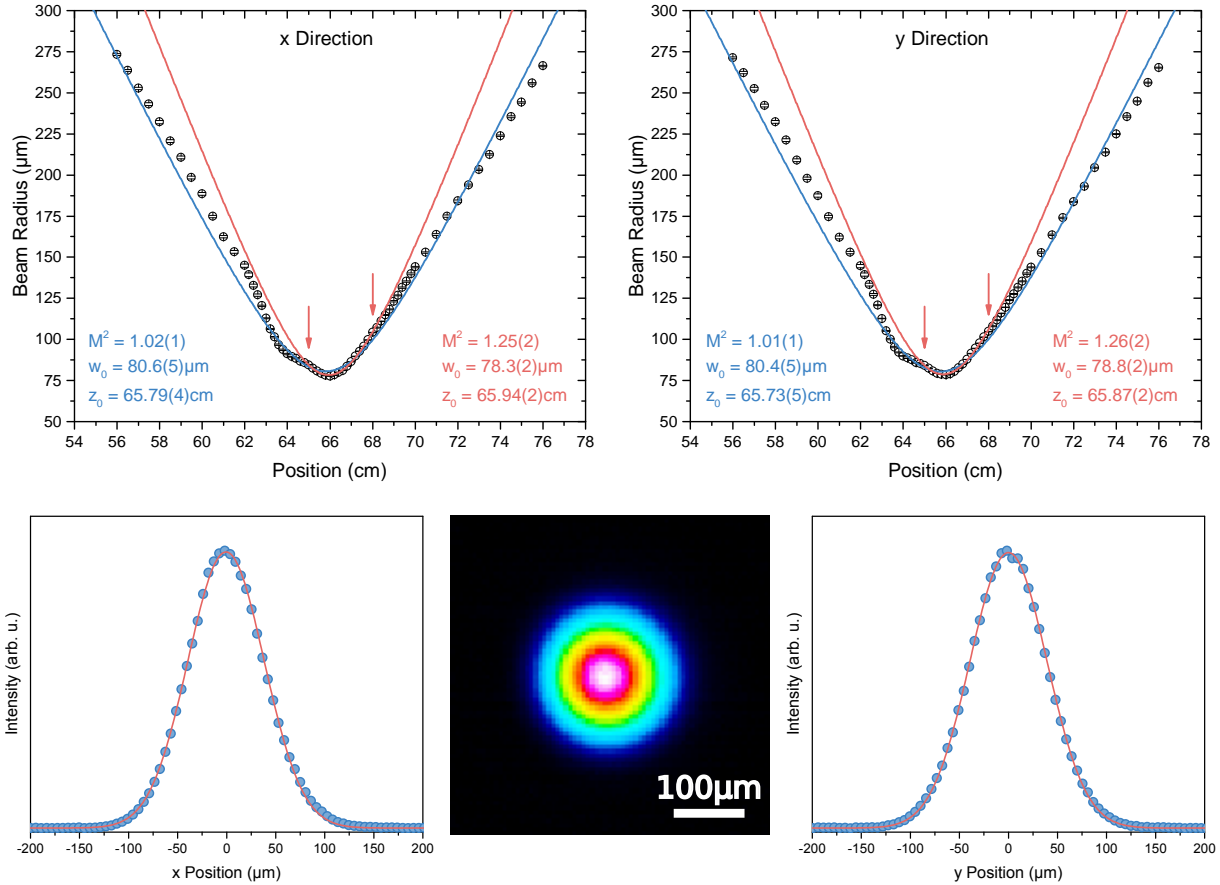 x Direction
300
275
250
225
200
175
150
125
100
75
50
Beam Radius (µm)
M² = 1.02(1)
w₀ = 80.6(5)µm
z₀ = 65.79(4)cm
M² = 1.25(2)
w₀ = 78.3(2)µm
z₀ = 65.94(2)cm
54 56 58 60 62 64 66 68 70 72 74 76 78
Position (cm)
y Direction
300
275
250
225
200
175
150
125
100
75
50
Beam Radius (µm)
M² = 1.01(1)
w₀ = 80.4(5)µm
z₀ = 65.73(5)cm
M² = 1.26(2)
w₀ = 78.8(2)µm
z₀ = 65.87(2)cm
54 56 58 60 62 64 66 68 70 72 74 76 78
Position (cm)
Intensity (arb. u.)
-200 -150 -100 -50 0 50 100 150 200
x Position (µm)
100µm
Intensity (arb. u.)
-200 -150 -100 -50 0 50 100 150 200
y Position (µm)